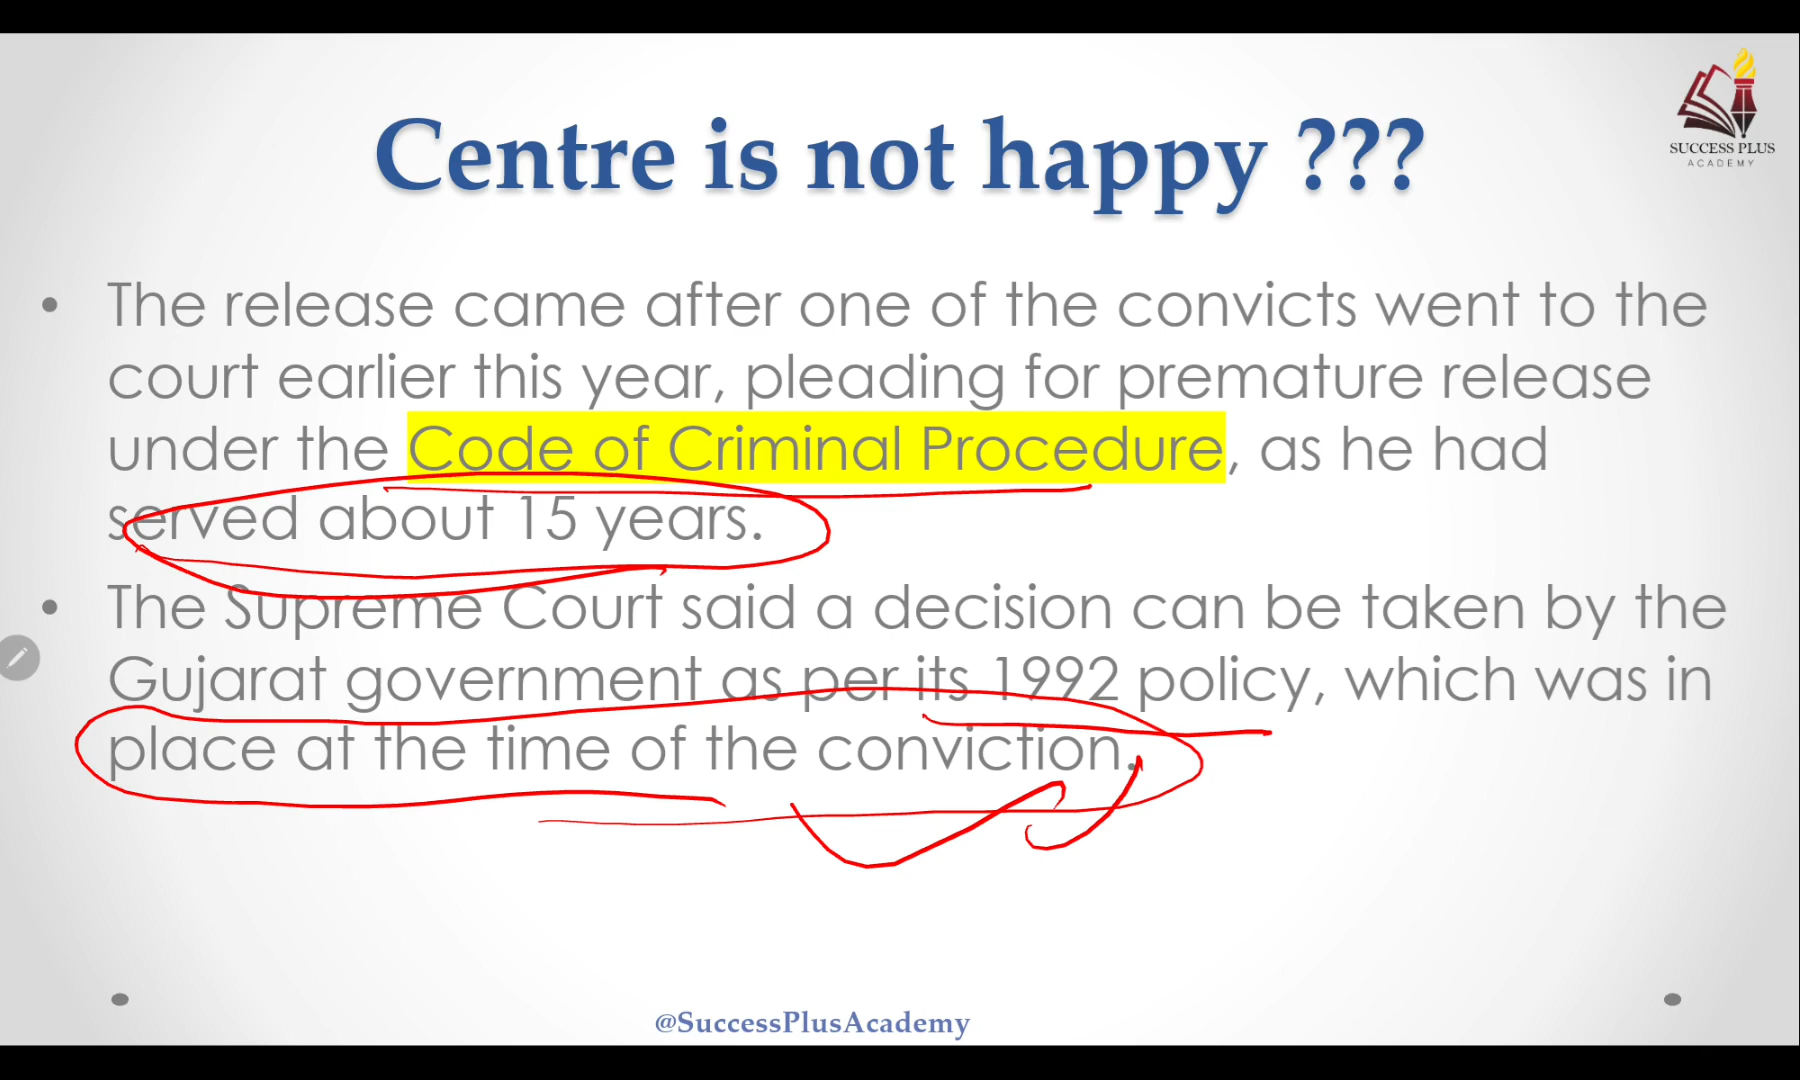 SUCCESS PLUS
ACADEMY
Centre is not happy ???
• The release came after one of the convicts went to the
court earlier this year, pleading for premature release
under the Code of Criminal Procedure, as he had
served about 15 years.
• The Supreme Court said a decision can be taken by the
Gujarat government as per its 1992 policy, which was in
place at the time of the conviction.
@SuccessPlusAcademy